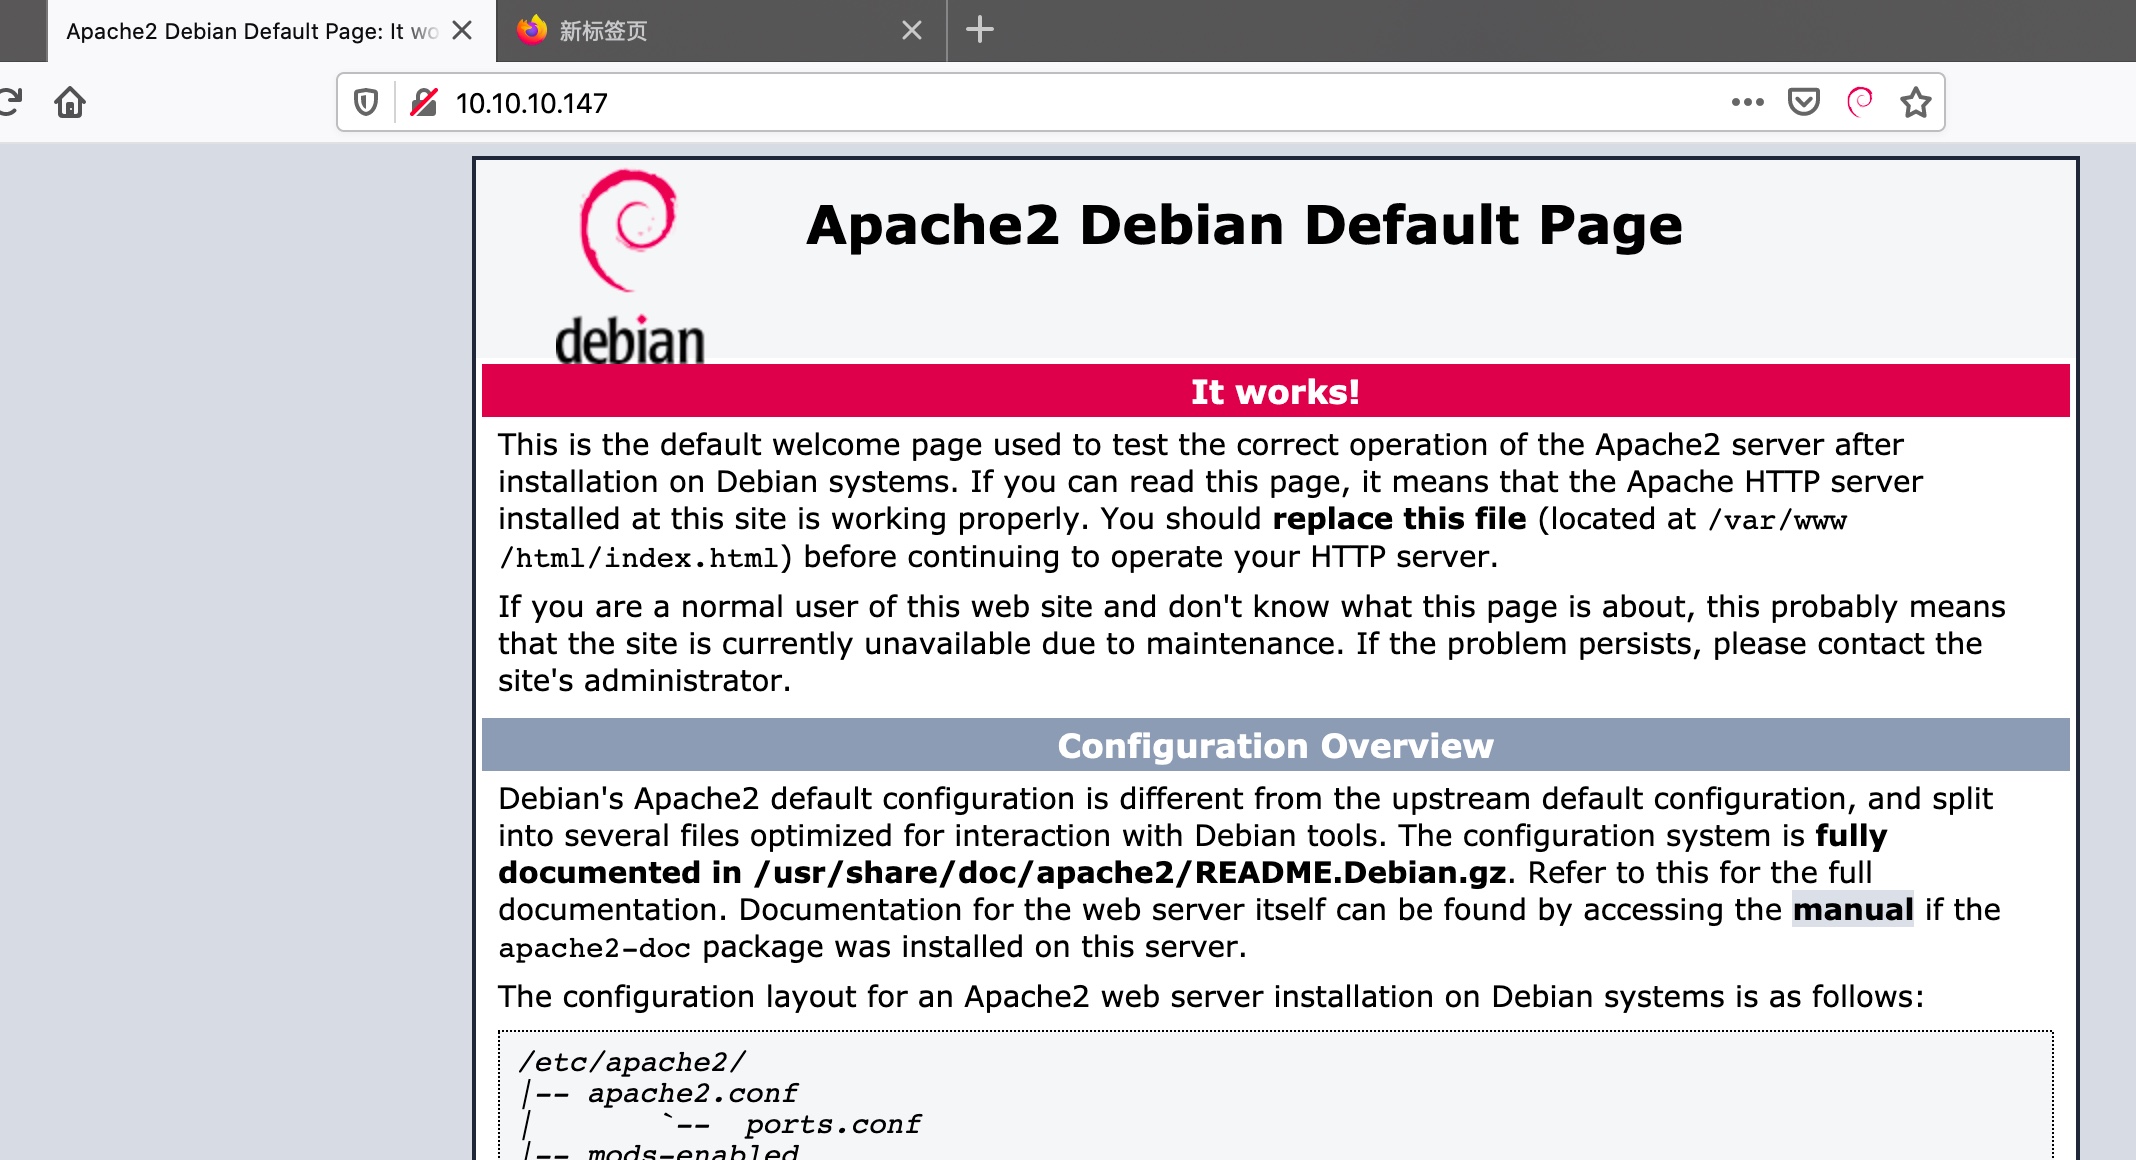 Apache2 Debian Default Page: It wo
新标签页
10.10.10.147
debian
Apache2 Debian Default Page
It works!
This is the default welcome page used to test the correct operation of the Apache2 server after
installation on Debian systems. If you can read this page, it means that the Apache HTTP server
installed at this site is working properly. You should replace this file (located at /var/www
/html/index.html) before continuing to operate your HTTP server.
If you are a normal user of this web site and don't know what this page is about, this probably means
that the site is currently unavailable due to maintenance. If the problem persists, please contact the
site's administrator.
Configuration Overview
Debian's Apache2 default configuration is different from the upstream default configuration, and split
into several files optimized for interaction with Debian tools. The configuration system is fully
documented in /usr/share/doc/apache2/README.Debian.gz. Refer to this for the full
documentation. Documentation for the web server itself can be found by accessing the manual if the
apache2-doc package was installed on this server.
The configuration layout for an Apache2 web server installation on Debian systems is as follows:
/etc/apache2/
|-- apache2.conf
|       `--  ports.conf
|-- mods-enabled